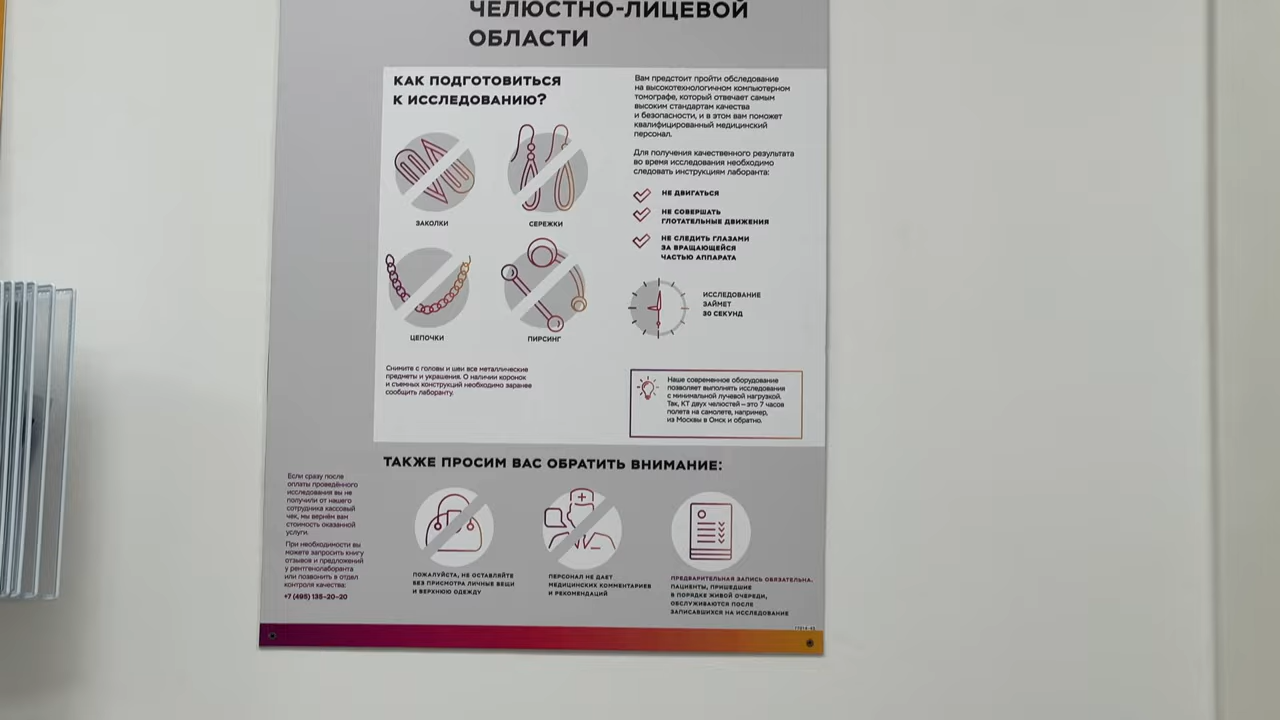 ЧЕЛЮСТНО-ЛИЦЕВОЙ
ОБЛАСТИ
КАК ПОДГОТОВИТЬСЯ
К ИССЛЕДОВАНИЮ?
ЗАКОЛКИ
СЕРЕЖКИ
ЦЕПОЧКИ
ПИРСИНГ
Снимите с головы и шеи все металлические
предметы и украшения. О наличии коронок
и съемных конструкций необходимо заранее
сообщить лаборанту.
Вам предстоит пройти обследование
на высокотехнологичном компьютерном
томографе, который отвечает самым
высоким стандартам качества
и безопасности, и в этом вам поможет
квалифицированный медицинский
персонал.
Для получения качественного результата
во время исследования необходимо
следовать инструкциям лаборанта:
НЕ ДВИГАТЬСЯ
НЕ СОВЕРШАТЬ
ГЛОТАТЕЛЬНЫЕ ДВИЖЕНИЯ
НЕ СЛЕДИТЬ ГЛАЗАМИ
ЗА ВРАЩАЮЩЕЙСЯ
ЧАСТЬЮ АППАРАТА
ИССЛЕДОВАНИЕ
ЗАЙМЕТ
30 СЕКУНД
Наше современное оборудование
позволяет выполнять исследования
с минимальной лучевой нагрузкой.
Так, КТ двух челюстей – это 7 часов
полета на самолете, например,
из Москвы в Омск и обратно.
ТАКЖЕ ПРОСИМ ВАС ОБРАТИТЬ ВНИМАНИЕ:
Если сразу после
оплаты проведённого
исследования вы не
получили от нашего
сотрудника кассовый
чек, мы вернём вам
стоимость оказанной
услуги.
При необходимости вы
можете запросить книгу
отзывов и предложений
у рентгенолаборанта
или позвонить в отдел
контроля качества:
+7 (495) 135-20-20
ПОЖАЛУЙСТА, НЕ ОСТАВЛЯЙТЕ
БЕЗ ПРИСМОТРА ЛИЧНЫЕ ВЕЩИ
И ВЕРХНЮЮ ОДЕЖДУ
ПЕРСОНАЛ НЕ ДАЕТ
МЕДИЦИНСКИХ КОММЕНТАРИЕВ
И РЕКОМЕНДАЦИЙ
ПРЕДВАРИТЕЛЬНАЯ ЗАПИСЬ ОБЯЗАТЕЛЬНА.
ПАЦИЕНТЫ, ПРИШЕДШИЕ
В ПОРЯДКЕ ЖИВОЙ ОЧЕРЕДИ,
ОБСЛУЖИВАЮТСЯ ПОСЛЕ
ЗАПИСАВШИХСЯ НА ИССЛЕДОВАНИЕ